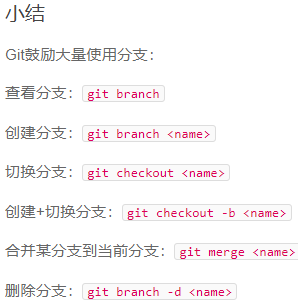 小结
Git鼓励大量使用分支：
查看分支：git branch
创建分支：git branch <name>
切换分支：git checkout <name>
创建+切换分支：git checkout -b <name>
合并某分支到当前分支：git merge <name>
删除分支：git branch -d <name>